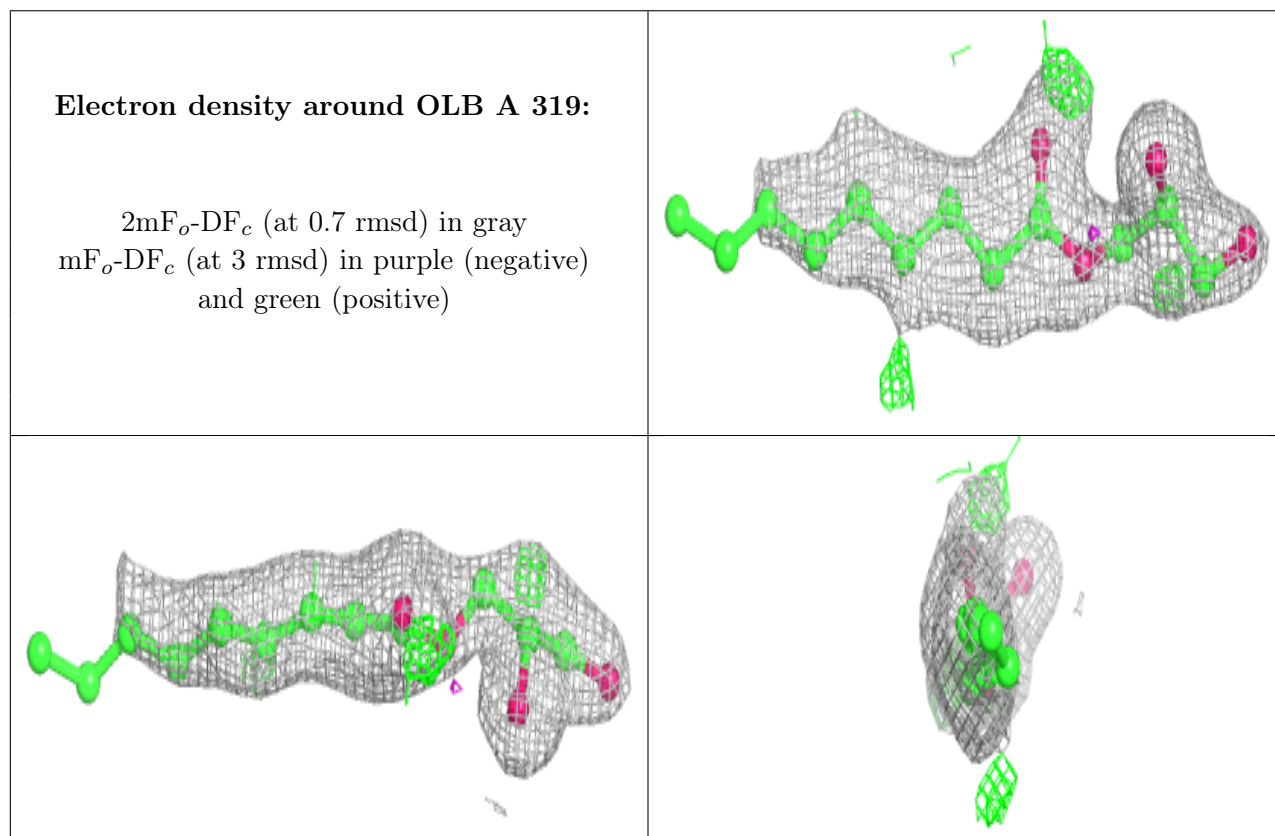 Electron density around OLB A 319:
2mFo-DFc (at 0.7 rmsd) in gray
mFo-DFc (at 3 rmsd) in purple (negative)
and green (positive)